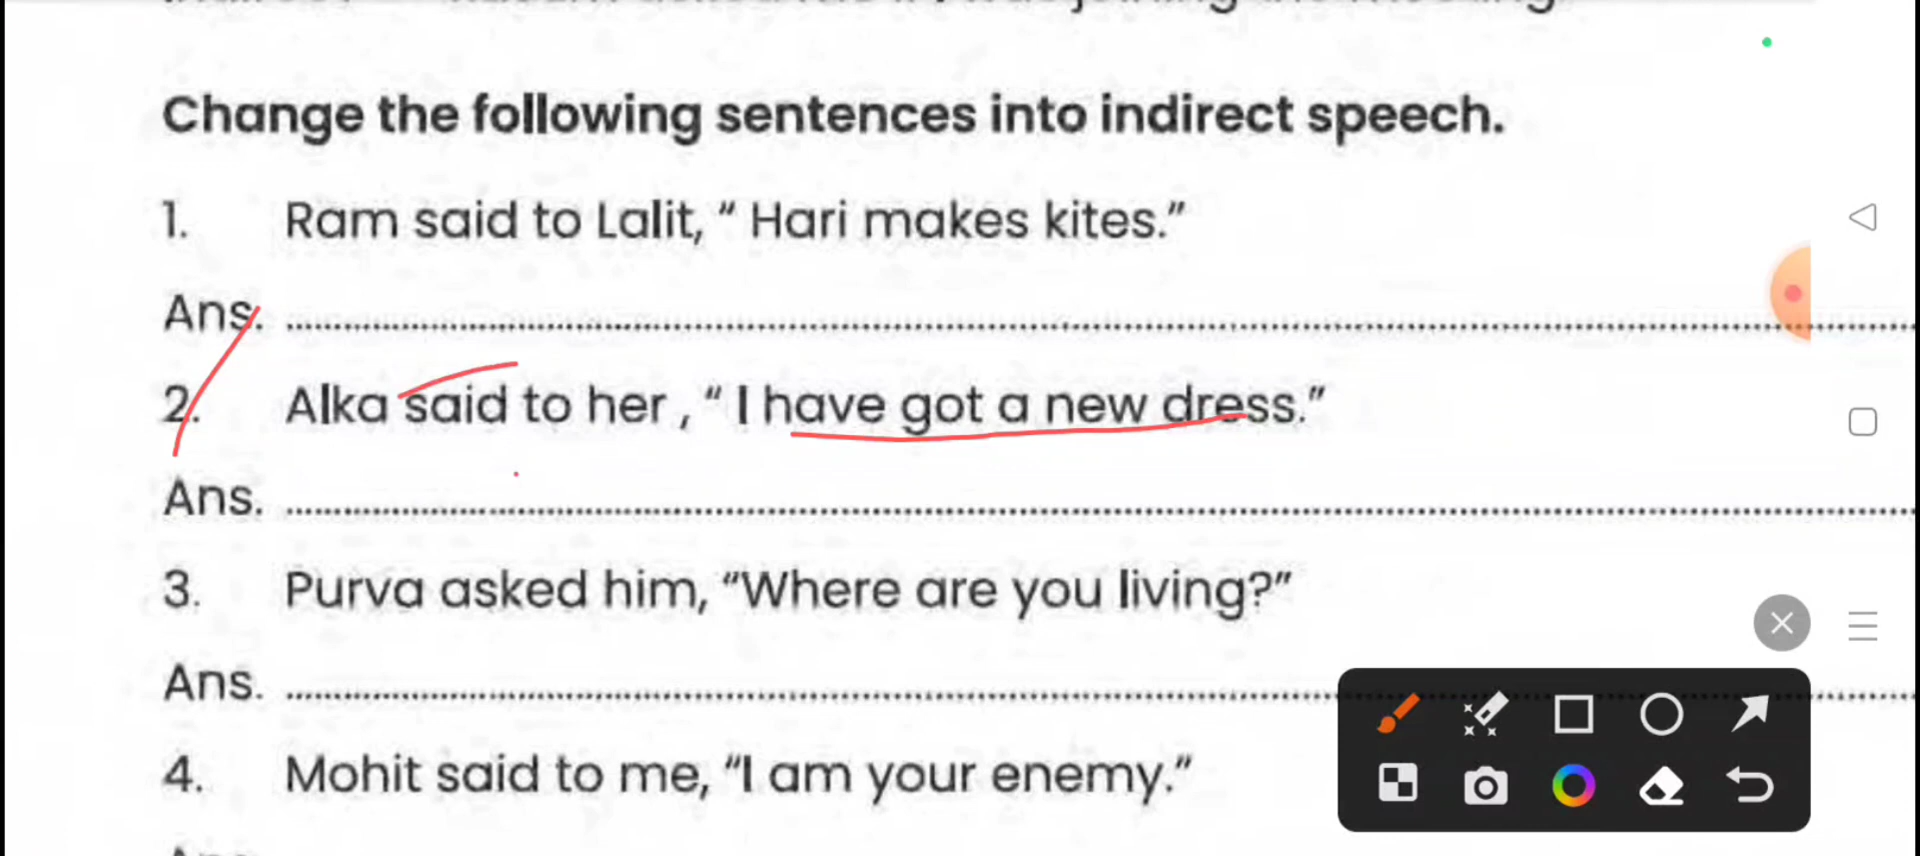 Change the following sentences into indirect speech.
1. Ram said to Lalit, “ Hari makes kites.”
Ans. ........................................................................
2. Alka said to her , “ I have got a new dress.”
Ans. ........................................................................
3. Purva asked him, “Where are you living?”
Ans. ........................................................................
4. Mohit said to me, “I am your enemy.”